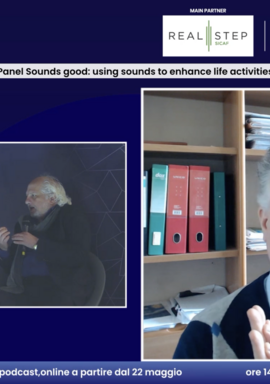 MAIN PARTNER
REAL STEP
SICAF
Panel Sounds good: using sounds to enhance life activities
podcast,online a partire dal 22 maggio
ore 14